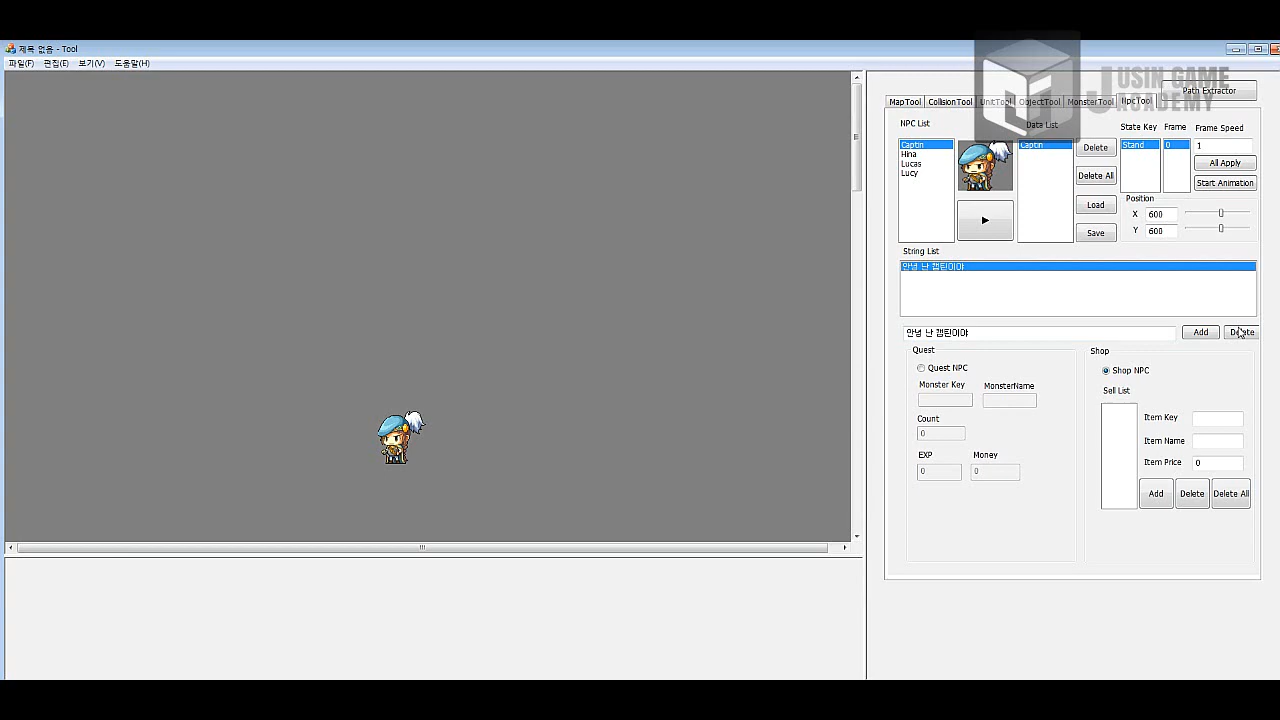 제목 없음 - Tool
파일(F) 편집(E) 보기(V) 도움말(H)
JUSIN GAME ACADEMY
Path Extractor
MapTool CollisionTool UnitTool ObjectTool MonsterTool NpcTool
NPC List
Data List
State Key
Frame
Frame Speed
Captin
Hina
Lucas
Lucy
Captin
Delete
Delete All
Load
Save
Stand
0
1
All Apply
Start Animation
Position
X 600
Y 600
String List
안녕 난 캡틴이야
안녕 난 캡틴이야
Add
Delete
Quest
Quest NPC
Monster Key
MonsterName
Count
0
EXP
Money
0
0
Shop
Shop NPC
Sell List
Item Key
Item Name
Item Price 0
Add
Delete
Delete All